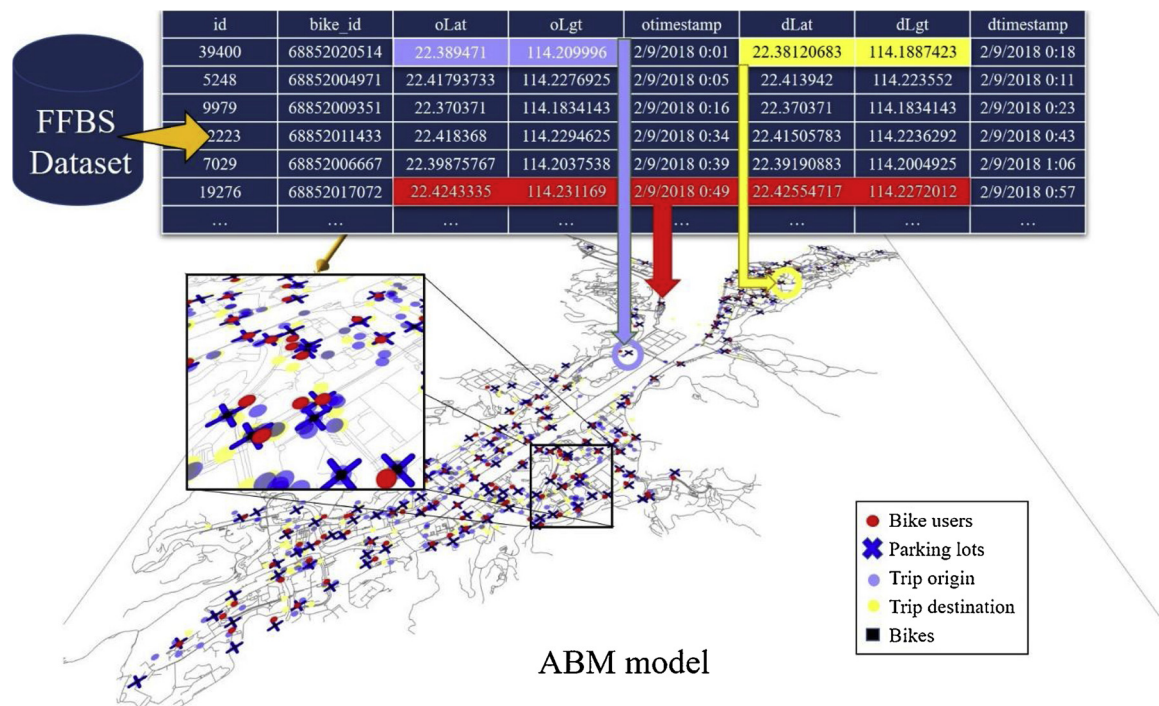 id bike_id oLat oLgt otimestamp dLat dLgt dtimestamp
39400 68852020514 22.389471 114.209996 2/9/2018 0:01 22.38120683 114.1887423 2/9/2018 0:18
5248 68852004971 22.41793733 114.2276925 2/9/2018 0:05 22.413942 114.223552 2/9/2018 0:11
9979 68852009351 22.370371 114.1834143 2/9/2018 0:16 22.370371 114.1834143 2/9/2018 0:23
2223 68852011433 22.418368 114.2294625 2/9/2018 0:34 22.41505783 114.2236292 2/9/2018 0:43
7029 68852006667 22.39875767 114.2037538 2/9/2018 0:39 22.39190883 114.2004925 2/9/2018 1:06
19276 68852017072 22.4243335 114.231169 2/9/2018 0:49 22.42554717 114.2272012 2/9/2018 0:57
... ... ... ... ... ... ... ...
FFBS
Dataset
Bike users
Parking lots
Trip origin
Trip destination
Bikes
ABM model